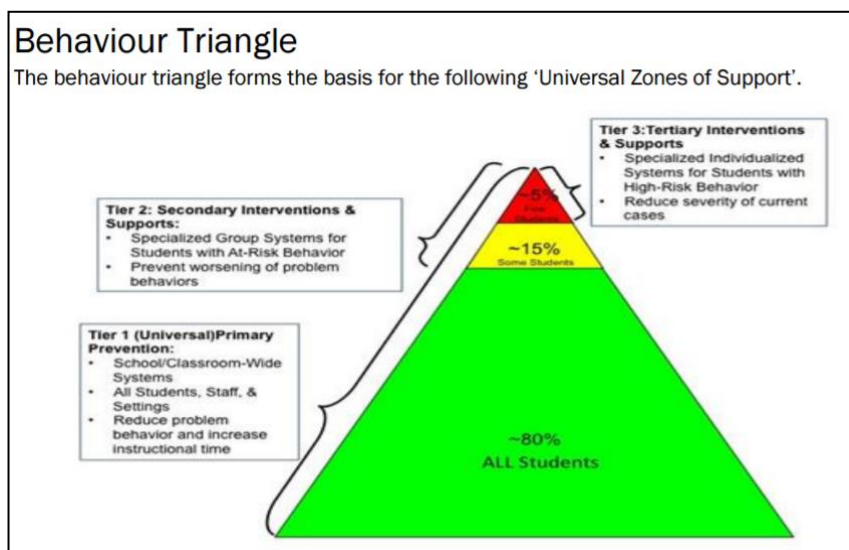 Behaviour Triangle
The behaviour triangle forms the basis for the following ‘Universal Zones of Support’.
Tier 3:Tertiary Interventions
& Supports
• Specialized Individualized
Systems for Students with
High-Risk Behavior
• Reduce severity of current
cases
~5%
Few
Students
Tier 2: Secondary Interventions &
Supports:
• Specialized Group Systems for
Students with At-Risk Behavior
• Prevent worsening of problem
behaviors
~15%
Some Students
Tier 1 (Universal)Primary
Prevention:
• School/Classroom-Wide
Systems
• All Students, Staff, &
Settings
• Reduce problem
behavior and increase
instructional time
~80%
ALL Students